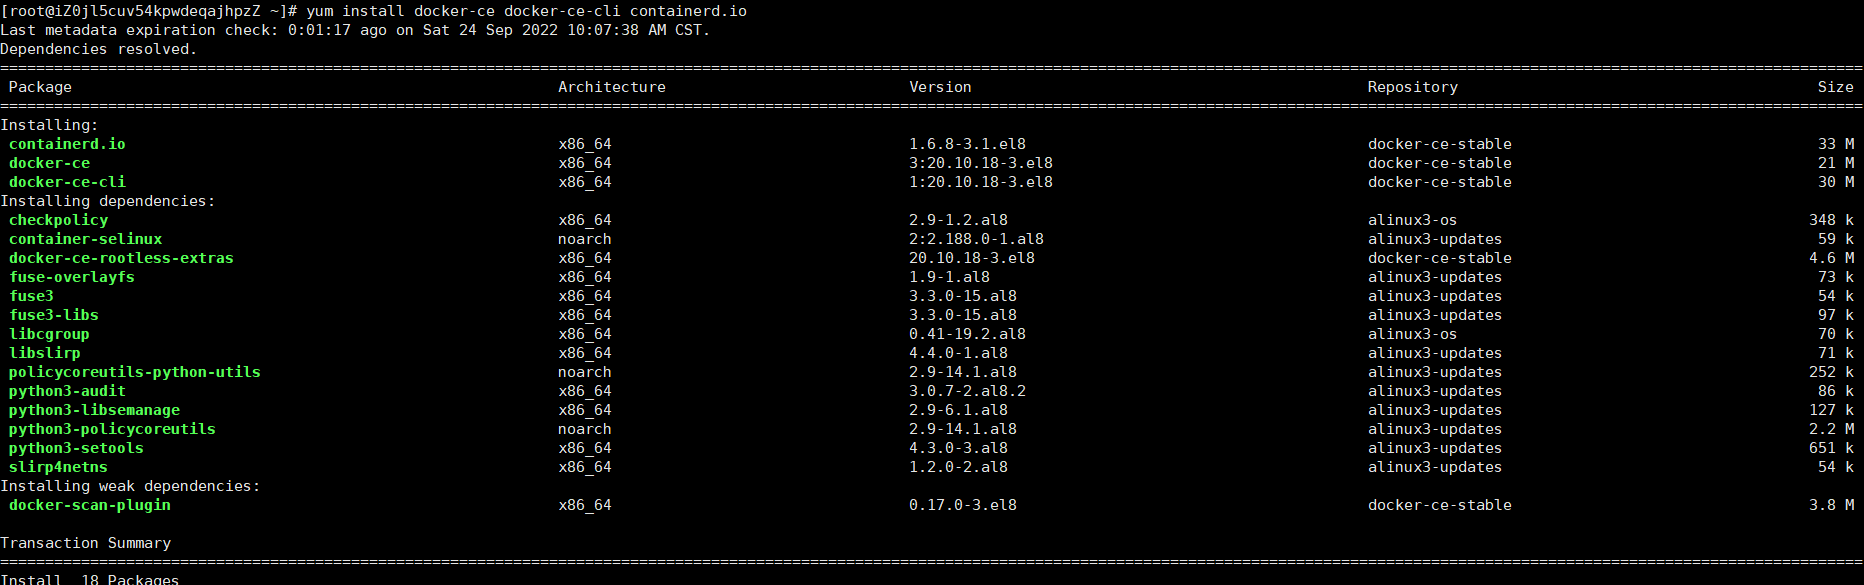 [root@iZ0jl5cuv54kpwdeqajhpzZ ~]# yum install docker-ce docker-ce-cli containerd.io
Last metadata expiration check: 0:01:17 ago on Sat 24 Sep 2022 10:07:38 AM CST.
Dependencies resolved.
Package Architecture Version Repository Size
Installing:
containerd.io x86_64 1.6.8-3.1.el8 docker-ce-stable 33 M
docker-ce x86_64 3:20.10.18-3.el8 docker-ce-stable 21 M
docker-ce-cli x86_64 1:20.10.18-3.el8 docker-ce-stable 30 M
Installing dependencies:
checkpolicy x86_64 2.9-1.2.al8 alinux3-os 348 k
container-selinux noarch 2:2.188.0-1.al8 alinux3-updates 59 k
docker-ce-rootless-extras x86_64 20.10.18-3.el8 docker-ce-stable 4.6 M
fuse-overlayfs x86_64 1.9-1.al8 alinux3-updates 73 k
fuse3 x86_64 3.3.0-15.al8 alinux3-updates 54 k
fuse3-libs x86_64 3.3.0-15.al8 alinux3-updates 97 k
libcgroup x86_64 0.41-19.2.al8 alinux3-os 70 k
libslirp x86_64 4.4.0-1.al8 alinux3-updates 71 k
policycoreutils-python-utils noarch 2.9-14.1.al8 alinux3-updates 252 k
python3-audit x86_64 3.0.7-2.al8.2 alinux3-updates 86 k
python3-libsemanage x86_64 2.9-6.1.al8 alinux3-updates 127 k
python3-policycoreutils noarch 2.9-14.1.al8 alinux3-updates 2.2 M
python3-setools x86_64 4.3.0-3.al8 alinux3-updates 651 k
slirp4netns x86_64 1.2.0-2.al8 alinux3-updates 54 k
Installing weak dependencies:
docker-scan-plugin x86_64 0.17.0-3.el8 docker-ce-stable 3.8 M
Transaction Summary
Install 18 Packages